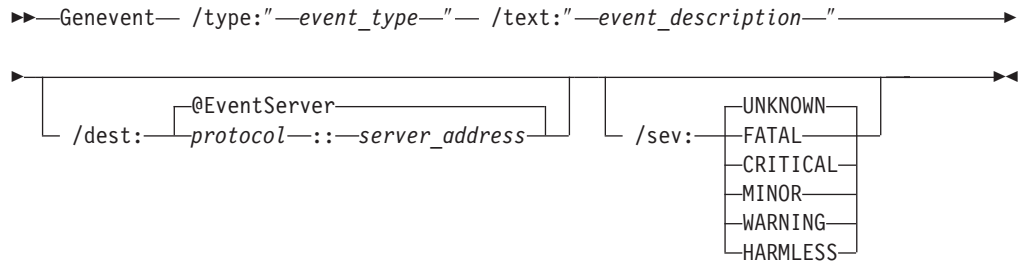 Genevent /type:"event_type" /text:"event_description"
@EventServer
/dest: protocol :: server_address
UNKNOWN
/sev: FATAL
CRITICAL
MINOR
WARNING
HARMLESS